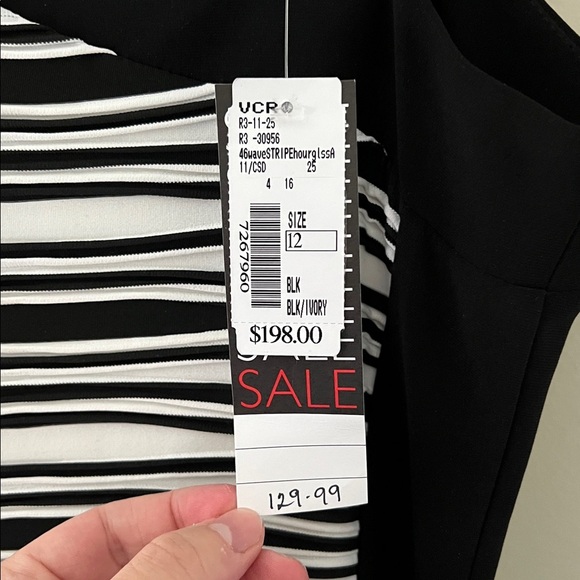 VCR
R3-11-25
R3 -30956
46waveSTRIPEhourglssA
11/CSD 25
4 16
SIZE
12
7267960
BLK
BLK/IVORY
$198.00
SALE
SALE
129.99